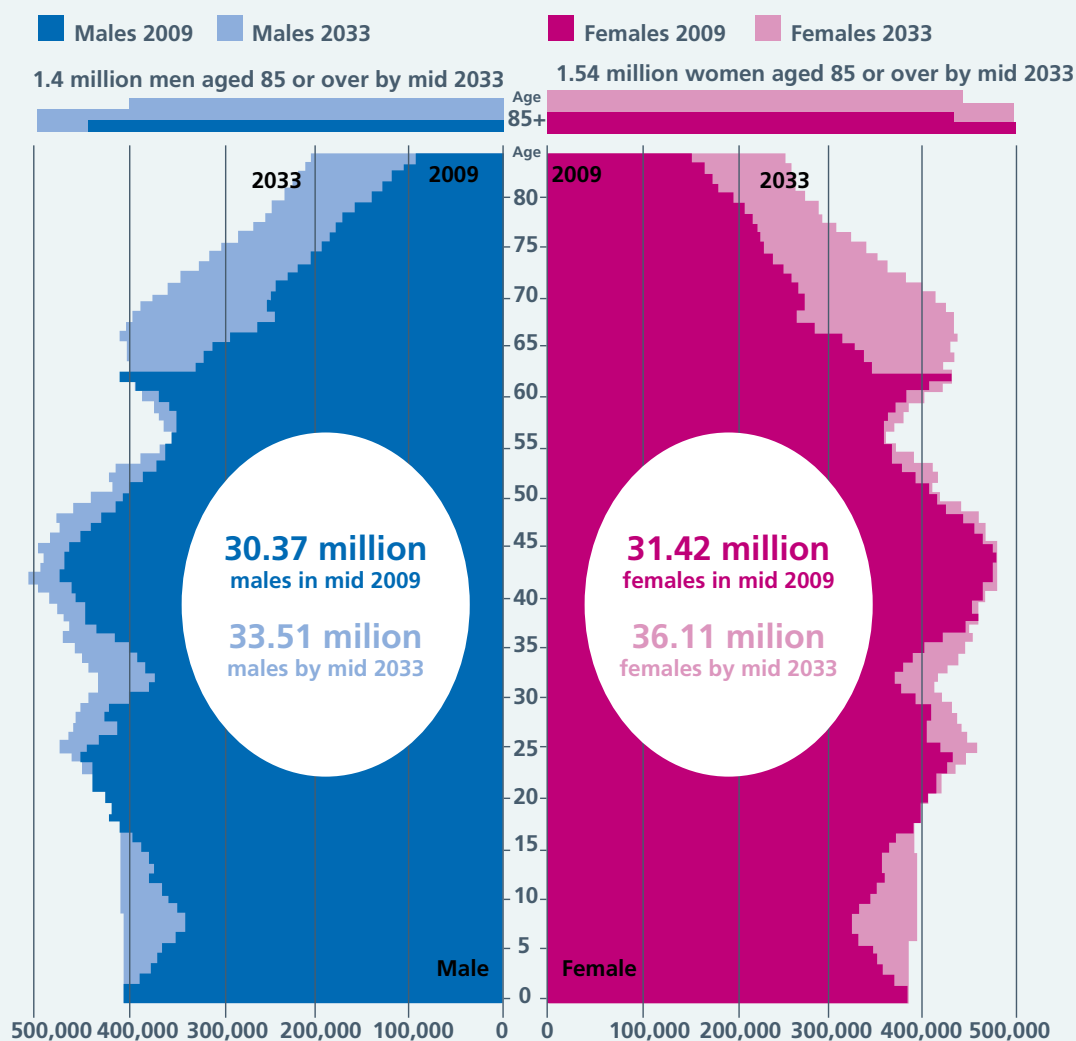 Males 2009 Males 2033 Females 2009 Females 2033
1.4 million men aged 85 or over by mid 2033
1.54 million women aged 85 or over by mid 2033
Age
85+
Age
2033 2009 2009 2033
80
75
70
65
60
55
50
45
40
35
30
25
20
15
10
5
0
30.37 million
males in mid 2009
33.51 milion
males by mid 2033
31.42 million
females in mid 2009
36.11 milion
females by mid 2033
Male Female
500,000 400,000 300,000 200,000 100,000 0 0 100,000 200,000 300,000 400,000 500,000